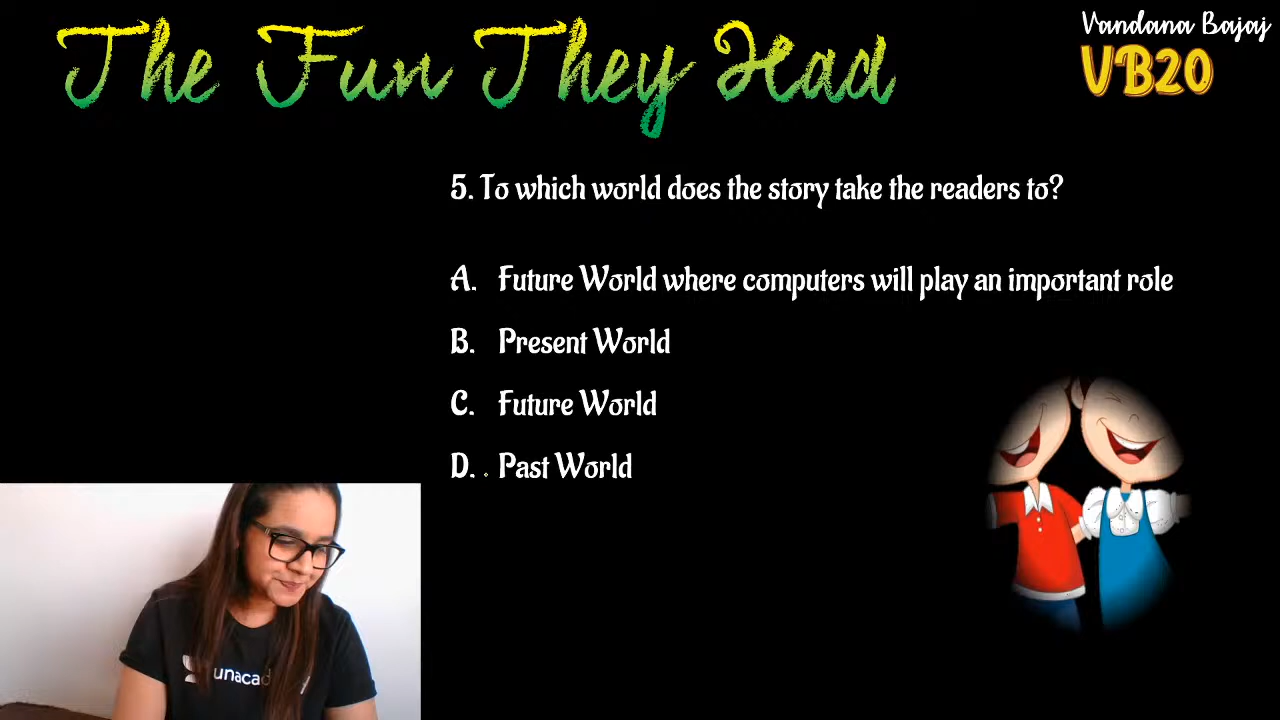 The Fun They Had
Vandana Bajaj
VB20
5. To which world does the story take the readers to?
A. Future World where computers will play an important role
B. Present World
C. Future World
D. . Past World
unacad